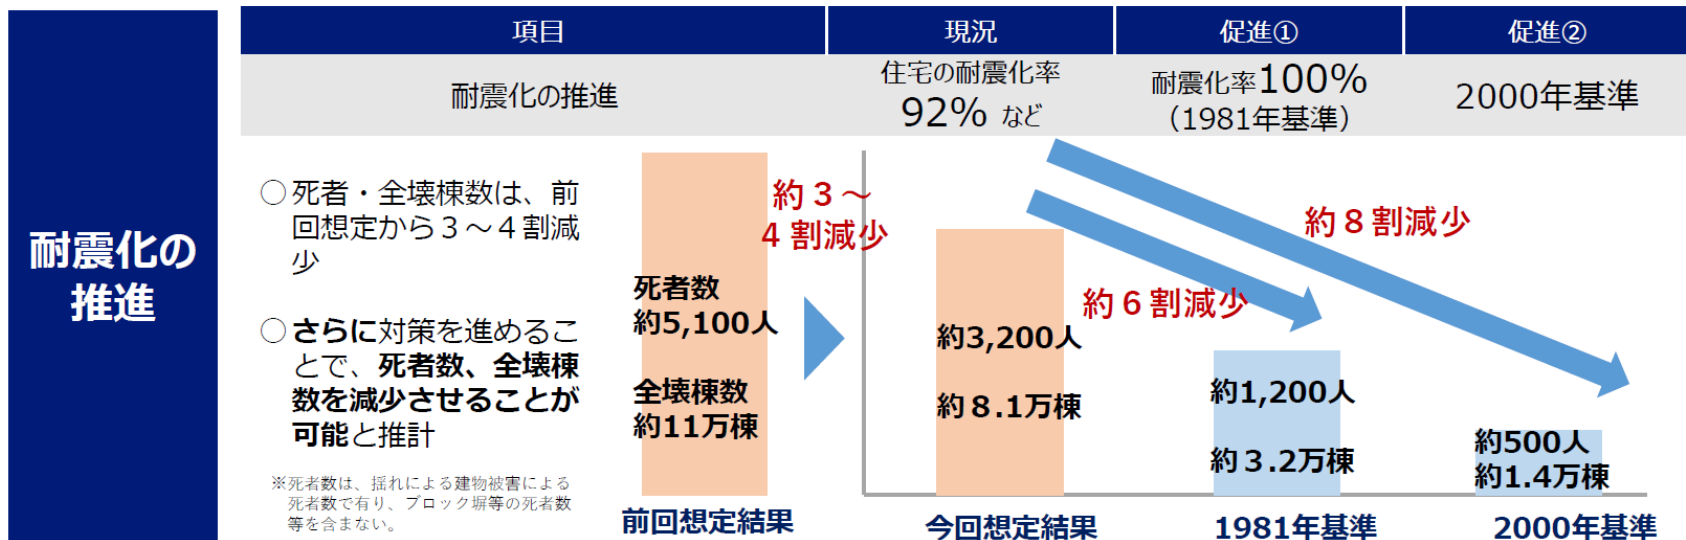 耐震化の
推進
項目
現況
促進①
促進②
耐震化の推進
住宅の耐震化率
92% など
耐震化率100%
（1981年基準）
2000年基準
○死者・全壊棟数は、前
回想定から３～４割減
少
○さらに対策を進めるこ
とで、死者数、全壊棟
数を減少させることが
可能と推計
※死者数は、揺れによる建物被害による
死者数で有り、ブロック塀等の死者数
等を含まない。
死者数
約5,100人
全壊棟数
約11万棟
前回想定結果
約３～
４割減少
約3,200人
約８.1万棟
今回想定結果
約６割減少
約1,200人
約３.2万棟
1981年基準
約８割減少
約500人
約1.4万棟
2000年基準